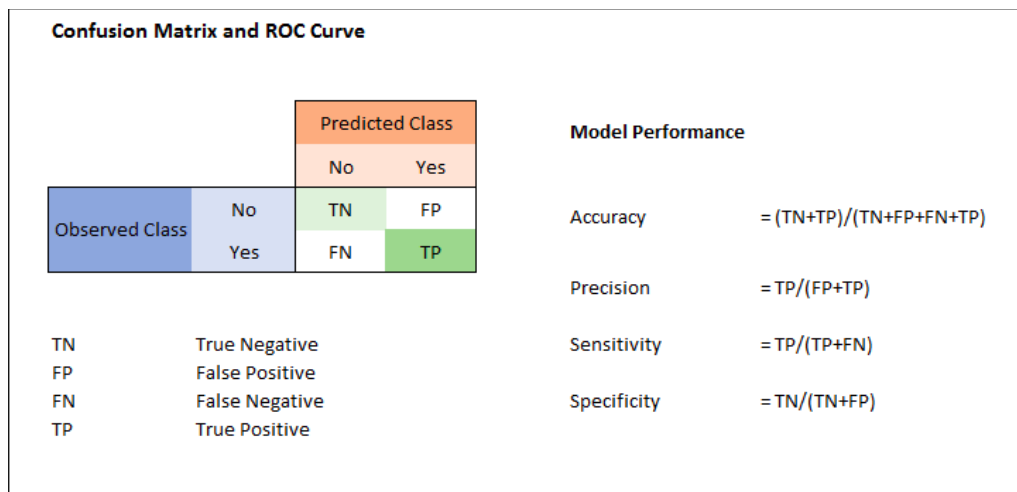 Confusion Matrix and ROC Curve
Predicted Class
No Yes
Observed Class
No TN FP
Yes FN TP
TN True Negative
FP False Positive
FN False Negative
TP True Positive
Model Performance
Accuracy = (TN+TP)/(TN+FP+FN+TP)
Precision = TP/(FP+TP)
Sensitivity = TP/(TP+FN)
Specificity = TN/(TN+FP)